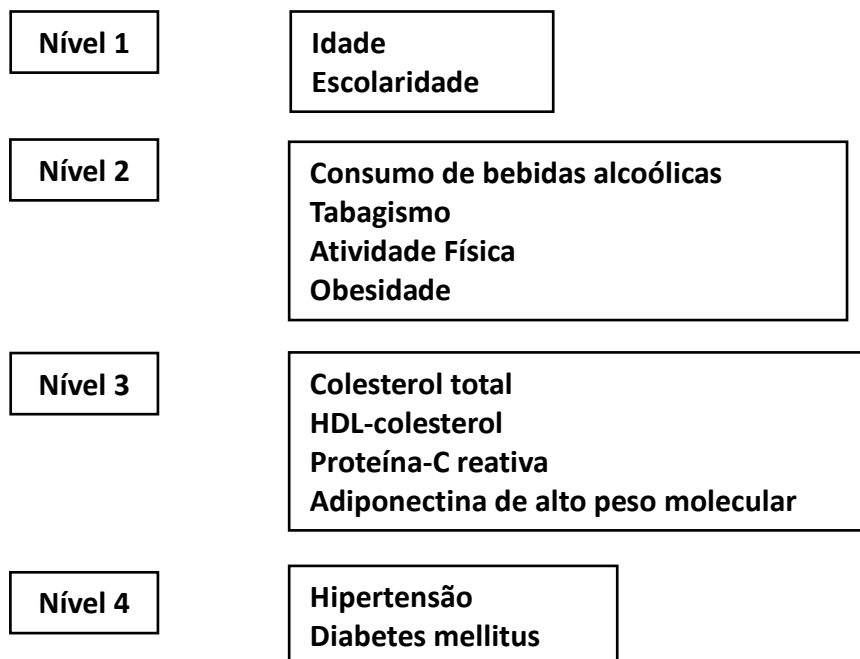 Nível 1
Idade
Escolaridade
Nível 2
Consumo de bebidas alcoólicas
Tabagismo
Atividade Física
Obesidade
Nível 3
Colesterol total
HDL-colesterol
Proteína-C reativa
Adiponectina de alto peso molecular
Nível 4
Hipertensão
Diabetes mellitus